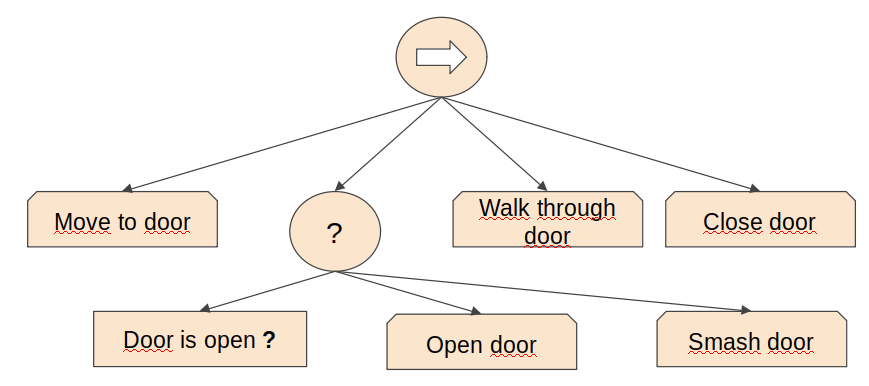 Move to door
?
Walk through
door
Close door
Door is open ?
Open door
Smash door